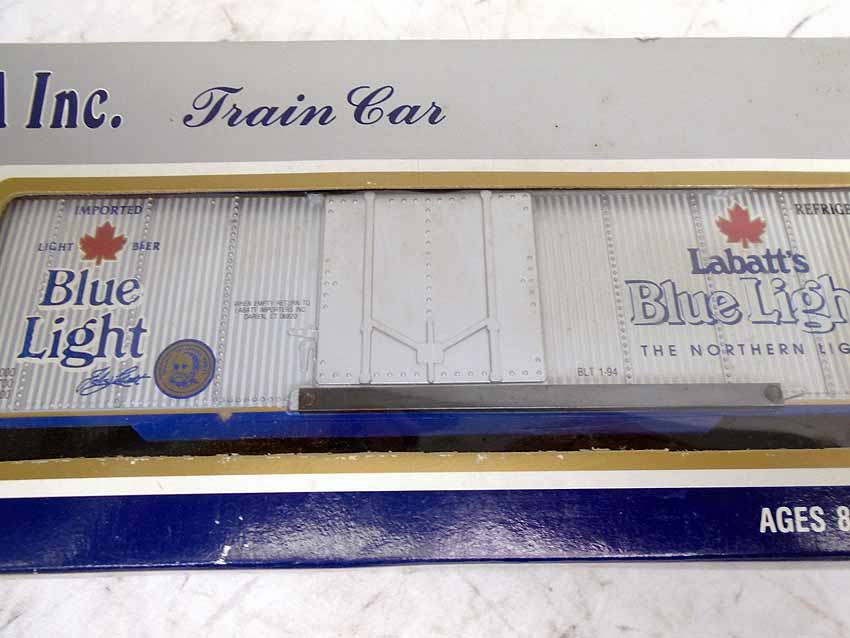 Inc. Train Car
IMPORTED
LIGHT BEER
Blue
Light
WHEN EMPTY RETURN TO
LABATT IMPORTERS INC.
DARIEN, CT 06820
REFRIGE
Labatt's
Blue Ligh
THE NORTHERN LIG
BLT 1-94
AGES 8